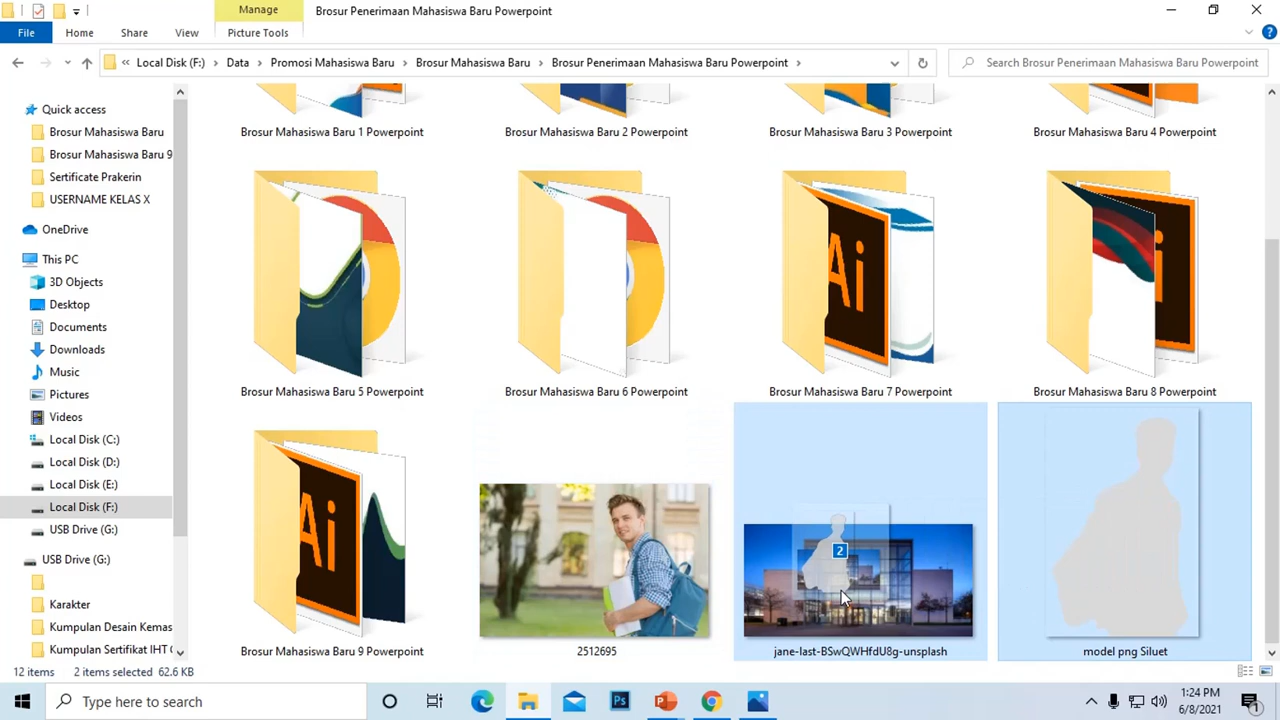 Manage
Brosur Penerimaan Mahasiswa Baru Powerpoint
File
Home
Share
View
Picture Tools
« Local Disk (F:) › Data › Promosi Mahasiswa Baru › Brosur Mahasiswa Baru › Brosur Penerimaan Mahasiswa Baru Powerpoint ›
Search Brosur Penerimaan Mahasiswa Baru Powerpoint
Quick access
Brosur Mahasiswa Baru
Brosur Mahasiswa Baru 9
Sertificate Prakerin
USERNAME KELAS X
OneDrive
This PC
3D Objects
Desktop
Documents
Downloads
Music
Pictures
Videos
Local Disk (C:)
Local Disk (D:)
Local Disk (E:)
Local Disk (F:)
USB Drive (G:)
USB Drive (G:)
Karakter
Kumpulan Desain Kemas
Kumpulan Sertifikat IHT
Brosur Mahasiswa Baru 1 Powerpoint
Brosur Mahasiswa Baru 2 Powerpoint
Brosur Mahasiswa Baru 3 Powerpoint
Brosur Mahasiswa Baru 4 Powerpoint
Brosur Mahasiswa Baru 5 Powerpoint
Brosur Mahasiswa Baru 6 Powerpoint
Ai
Brosur Mahasiswa Baru 7 Powerpoint
Brosur Mahasiswa Baru 8 Powerpoint
Ai
Brosur Mahasiswa Baru 9 Powerpoint
2512695
2
jane-last-BSwQWHfdU8g-unsplash
model png Siluet
12 items
2 items selected 62.6 KB
Type here to search
Ps
1:24 PM
6/8/2021